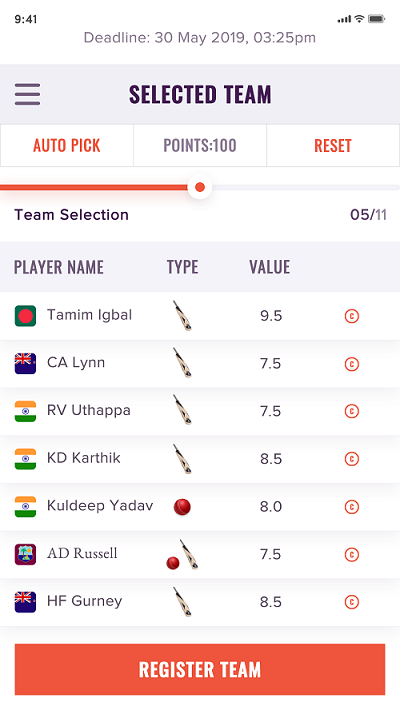 9:41
Deadline: 30 May 2019, 03:25pm
SELECTED TEAM
AUTO PICK POINTS:100 RESET
Team Selection 05/11
PLAYER NAME TYPE VALUE
Tamim Igbal 9.5 C
CA Lynn 7.5 C
RV Uthappa 7.5 C
KD Karthik 8.5 C
Kuldeep Yadav 8.0 C
AD Russell 7.5 C
HF Gurney 8.5 C
REGISTER TEAM